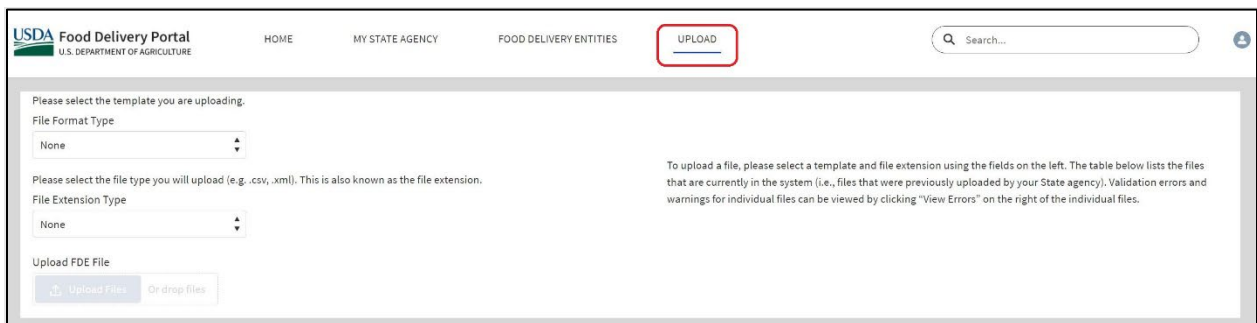 USDA Food Delivery Portal
U.S. DEPARTMENT OF AGRICULTURE
HOME
MY STATE AGENCY
FOOD DELIVERY ENTITIES
UPLOAD
Search...
Please select the template you are uploading.
File Format Type
None
Please select the file type you will upload (e.g. .csv, .xml). This is also known as the file extension.
File Extension Type
None
Upload FDE File
Upload Files
Or drop files
To upload a file, please select a template and file extension using the fields on the left. The table below lists the files
that are currently in the system (i.e., files that were previously uploaded by your State agency). Validation errors and
warnings for individual files can be viewed by clicking “View Errors” on the right of the individual files.